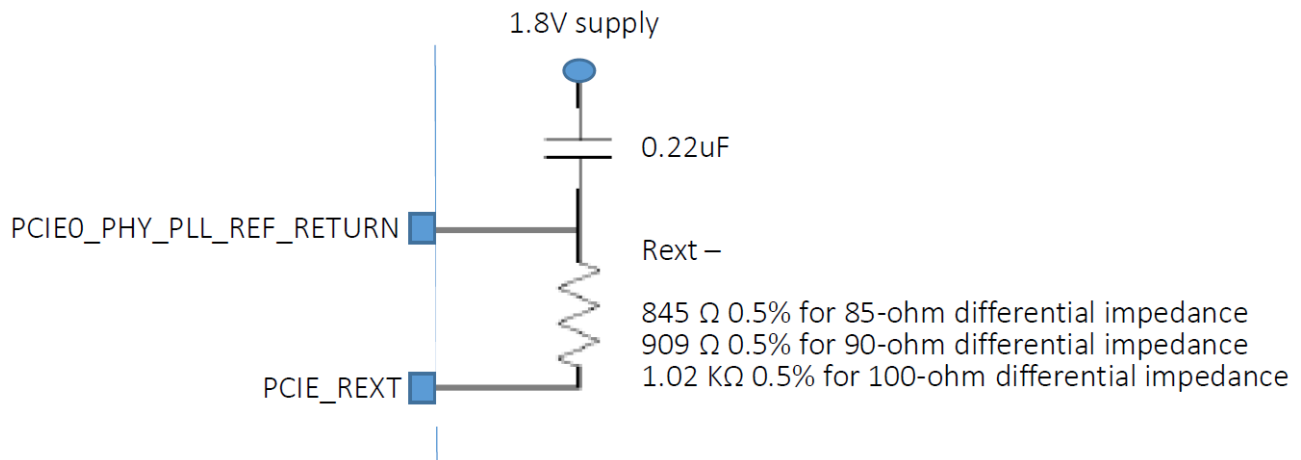 1.8V supply
0.22uF
PCIE0_PHY_PLL_REF_RETURN
Rext –
845 Ω 0.5% for 85-ohm differential impedance
909 Ω 0.5% for 90-ohm differential impedance
1.02 KΩ 0.5% for 100-ohm differential impedance
PCIE_REXT